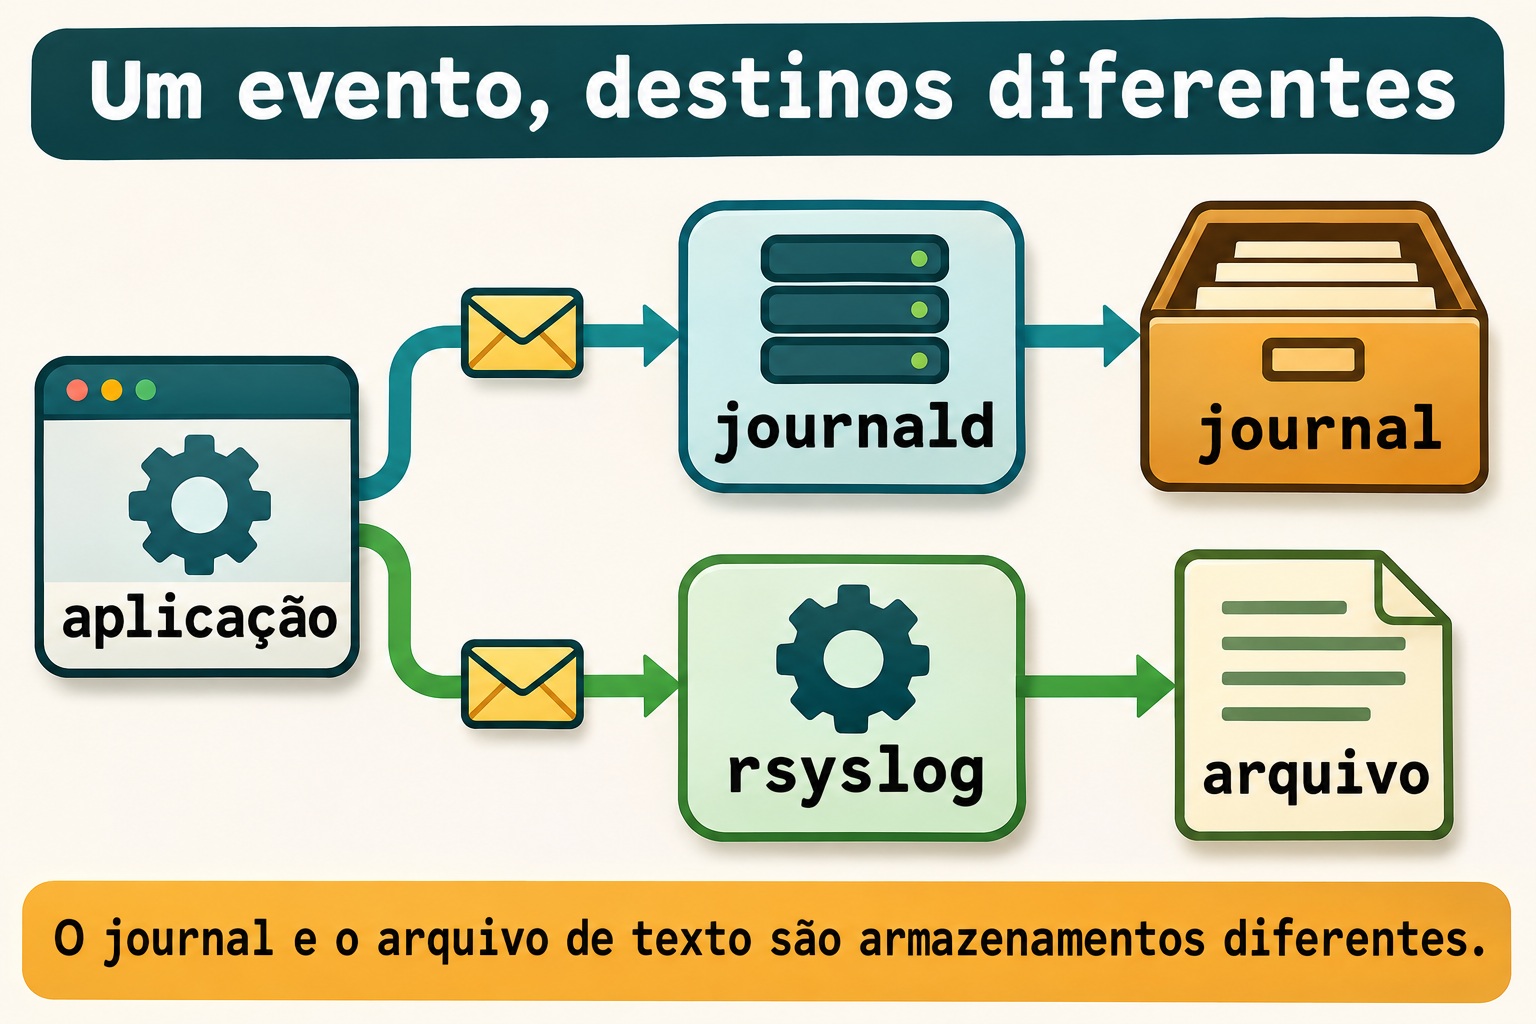 Um evento, destinos diferentes
journald
journal
aplicação
rsyslog
arquivo
O journal e o arquivo de texto são armazenamentos diferentes.